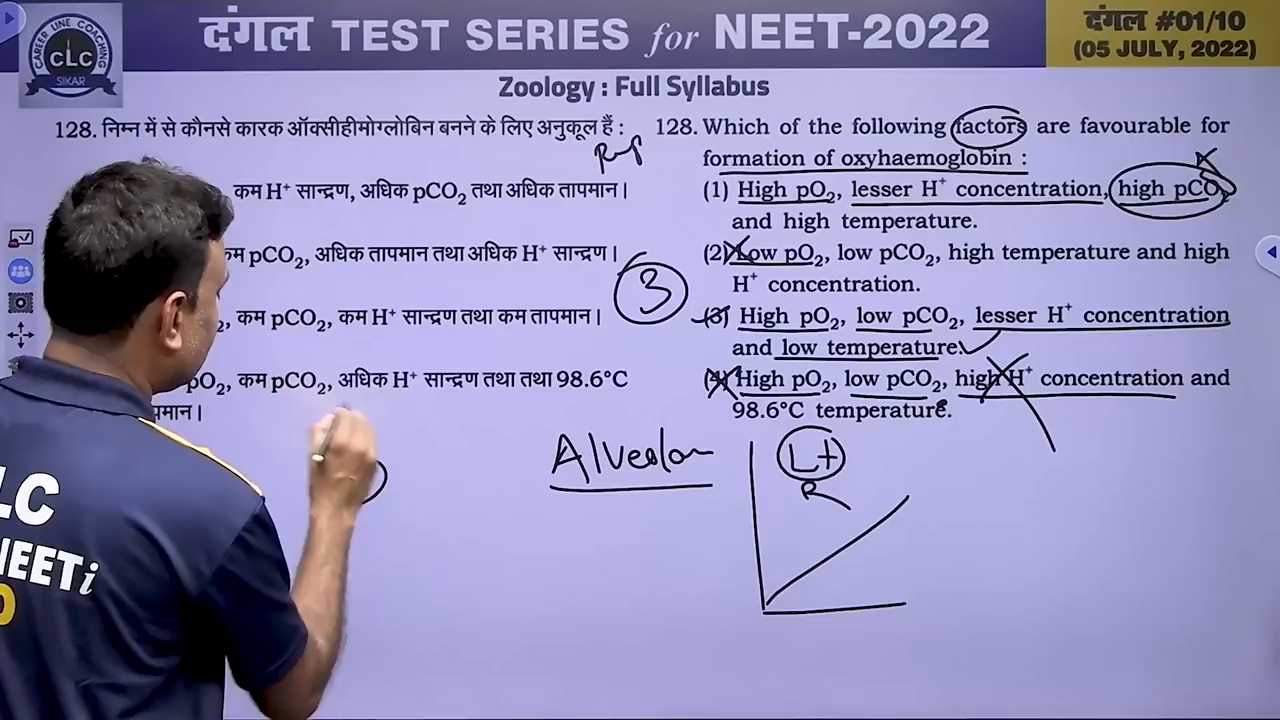 CAREER LINE COACHING
CLC
SIKAR
दंगल TEST SERIES for NEET-2022
दंगल #01/10
(05 JULY, 2022)
Zoology : Full Syllabus
128. निम्न में से कौनसे कारक ऑक्सीहीमोग्लोबिन बनने के लिए अनुकूल हैं :
कम H⁺ सान्द्रण, अधिक pCO₂ तथा अधिक तापमान।
pCO₂, अधिक तापमान तथा अधिक H⁺ सान्द्रण।
, कम pCO₂, कम H⁺ सान्द्रण तथा कम तापमान।
pO₂, कम pCO₂, अधिक H⁺ सान्द्रण तथा तथा 98.6°C
128. Which of the following factors are favourable for
formation of oxyhaemoglobin :
(1) High pO₂, lesser H⁺ concentration, high pCO₂
and high temperature.
(2) Low pO₂, low pCO₂, high temperature and high
H⁺ concentration.
(3) High pO₂, low pCO₂, lesser H⁺ concentration
and low temperature.
(4) High pO₂, low pCO₂, high H⁺ concentration and
98.6°C temperature.
3
Alveolar
R
LC
NEETi